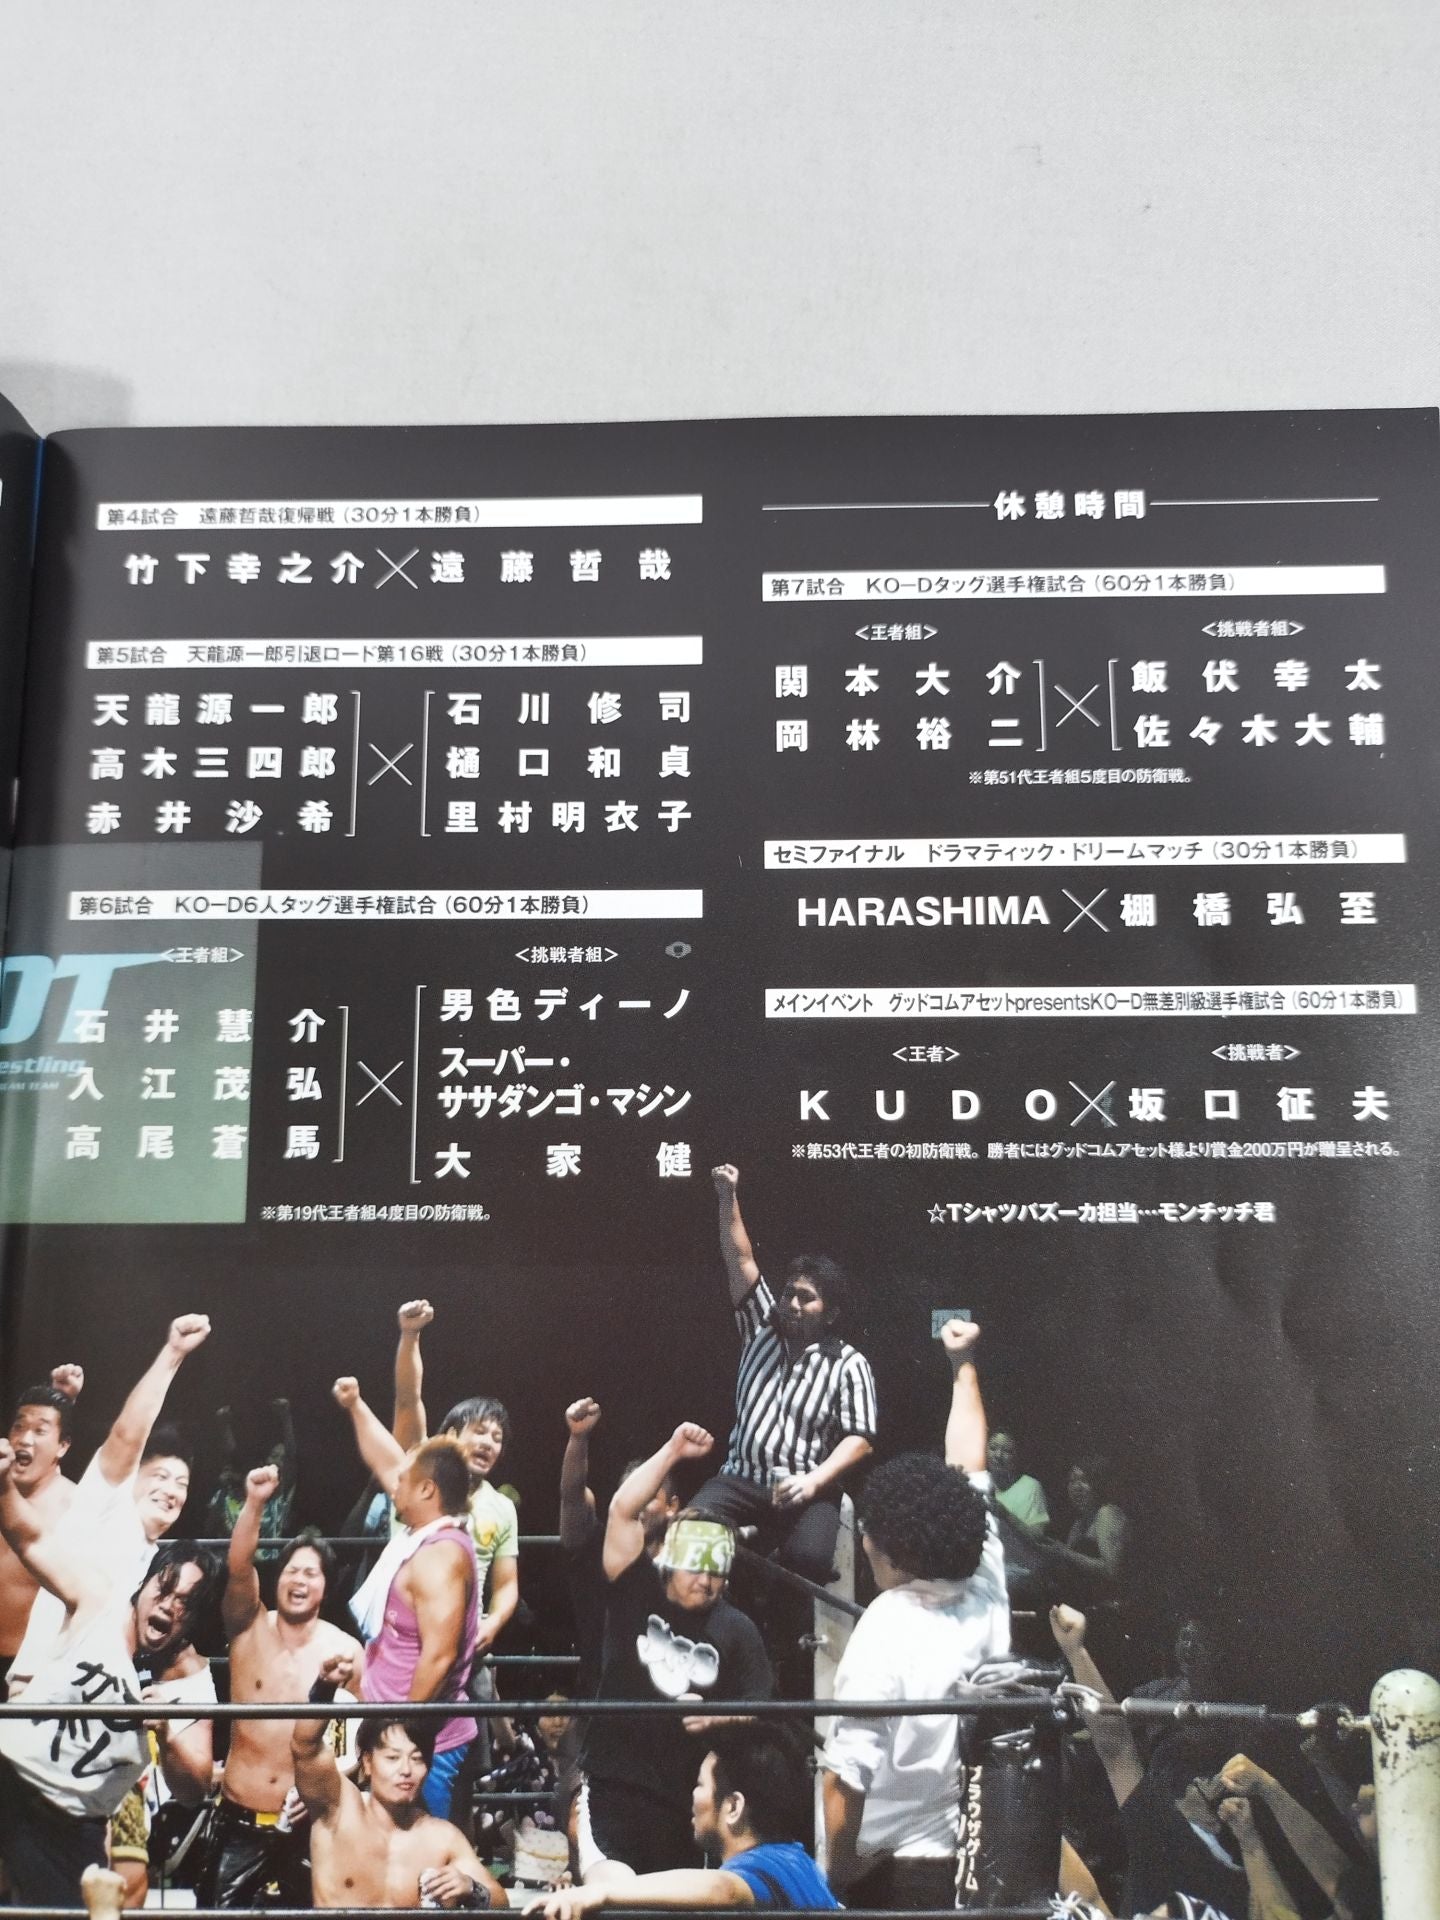 第4試合 遠藤哲哉復帰戦(30分1本勝負)
竹下幸之介×遠藤哲哉
第5試合 天龍源一郎引退ロード第16戦(30分1本勝負)
天龍源一郎
高木三四郎
赤井沙希
×
石川修司
樋口和貞
里村明衣子
第6試合 KO-D6人タッグ選手権試合(60分1本勝負)
<王者組>
石井慧介
入江茂弘
高尾蒼馬
×
<挑戦者組>
男色ディーノ
スーパー・
ササダンゴ・マシン
大家健
※第19代王者組4度目の防衛戦。
休憩時間
第7試合 KO-Dタッグ選手権試合(60分1本勝負)
<王者組>
関本大介
岡林裕二
×
<挑戦者組>
飯伏幸太
佐々木大輔
※第51代王者組5度目の防衛戦。
セミファイナル ドラマティック・ドリームマッチ(30分1本勝負)
HARASHIMA×棚橋弘至
メインイベント グッドコムアセットpresentsKO-D無差別級選手権試合(60分1本勝負)
<王者> <挑戦者>
KUDO×坂口征夫
※第53代王者の初防衛戦。勝者にはグッドコムアセット様より賞金200万円が贈呈される。
☆Tシャツバズーカ担当…モンチッチ君
ガンバレ
ブラウザゲーム